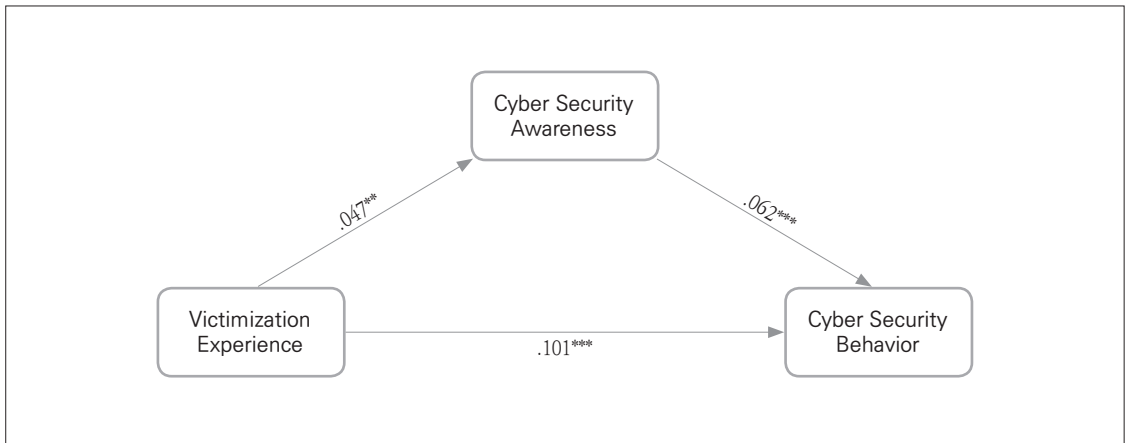 Cyber Security
Awareness
.047**
.062***
Victimization
Experience
.101***
Cyber Security
Behavior